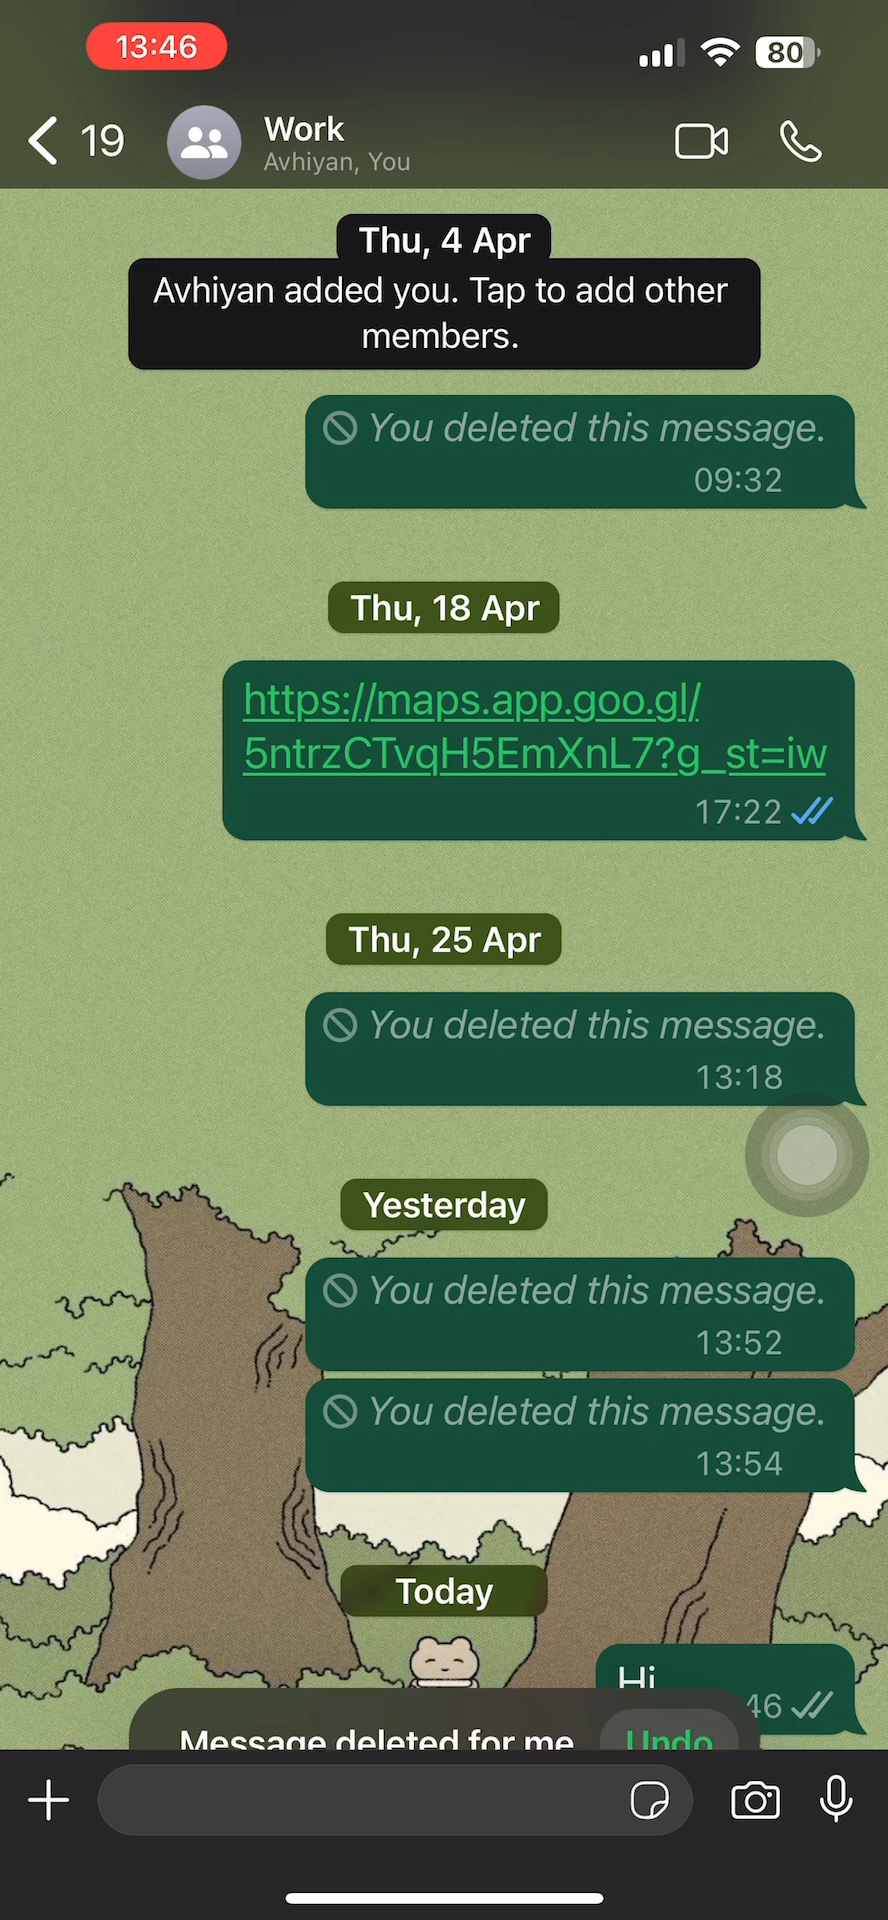 13:46
80
19
Work
Avhiyan, You
Thu, 4 Apr
Avhiyan added you. Tap to add other
members.
You deleted this message.
09:32
Thu, 18 Apr
https://maps.app.goo.gl/
5ntrzCTvqH5EmXnL7?g_st=iw
17:22
Thu, 25 Apr
You deleted this message.
13:18
Yesterday
You deleted this message.
13:52
You deleted this message.
13:54
Today
Hi
46
Message deleted for me
Undo